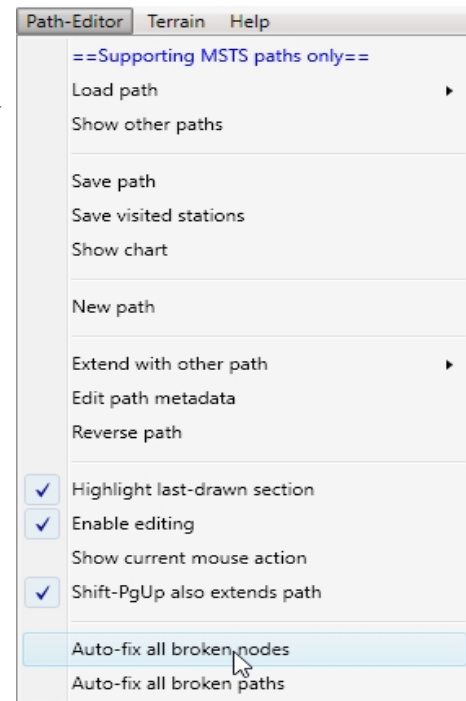 Path-Editor Terrain Help
==Supporting MSTS paths only==
Load path
Show other paths
Save path
Save visited stations
Show chart
New path
Extend with other path
Edit path metadata
Reverse path
Highlight last-drawn section
Enable editing
Show current mouse action
Shift-PgUp also extends path
Auto-fix all broken nodes
Auto-fix all broken paths